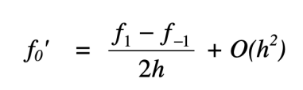 f₀' = (f₁ − f₋₁) / 2h + O(h²)